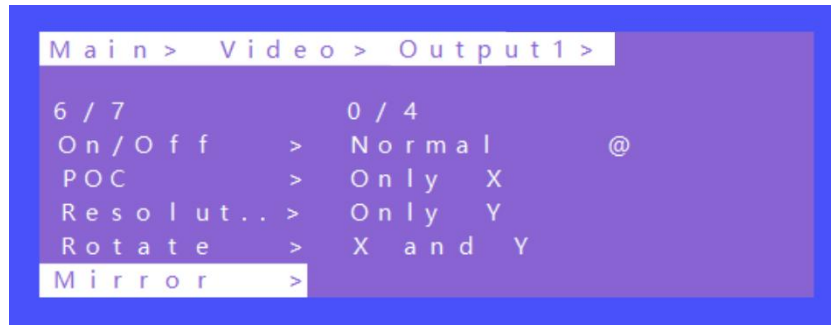 Main> Video> Output1>
6/7 0/4
On/Off > Normal @
POC > Only X
Resolut..> Only Y
Rotate > X and Y
Mirror >